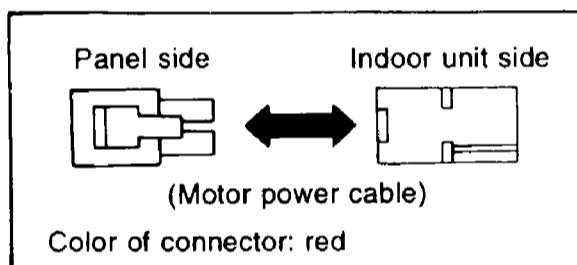 Panel side
Indoor unit side
(Motor power cable)
Color of connector: red